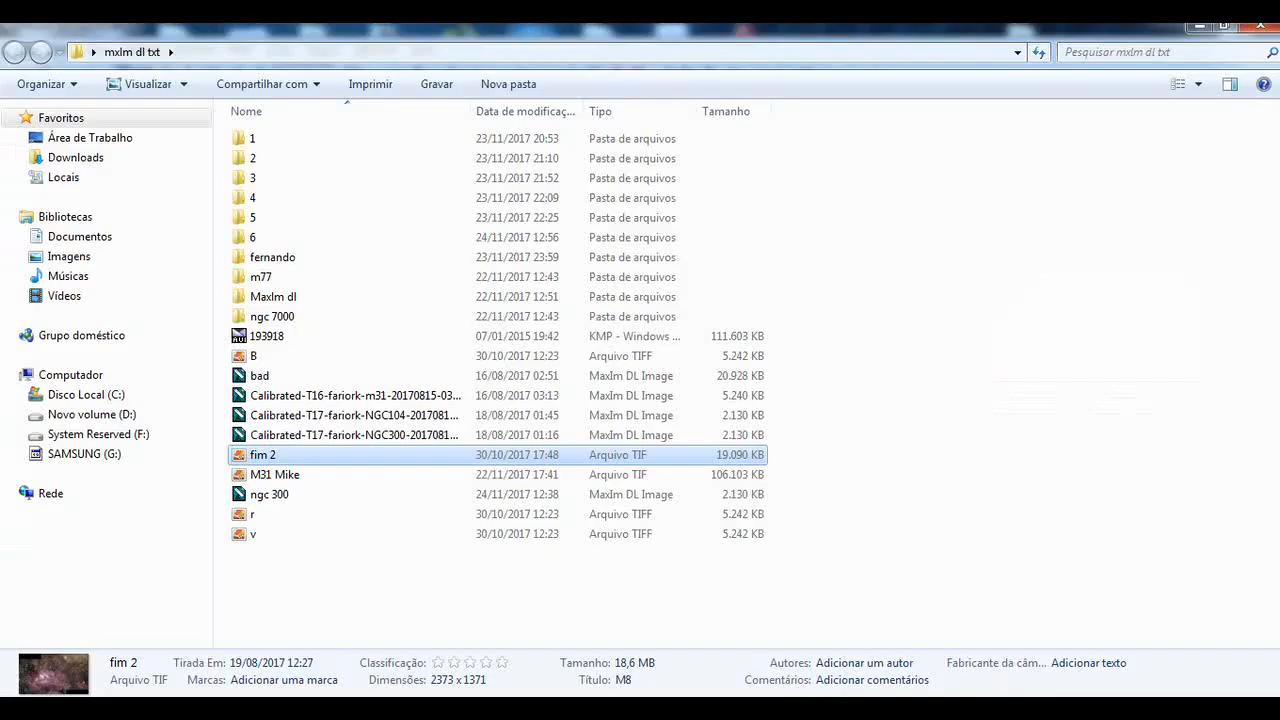 mxlm dl txt
Pesquisar mxlm dl txt
Organizar Visualizar Compartilhar com Imprimir Gravar Nova pasta
Nome Data de modificaç... Tipo Tamanho
Favoritos
Área de Trabalho
Downloads
Locais
Bibliotecas
Documentos
Imagens
Músicas
Vídeos
Grupo doméstico
Computador
Disco Local (C:)
Novo volume (D:)
System Reserved (F:)
SAMSUNG (G:)
Rede
1 23/11/2017 20:53 Pasta de arquivos
2 23/11/2017 21:10 Pasta de arquivos
3 23/11/2017 21:52 Pasta de arquivos
4 23/11/2017 22:09 Pasta de arquivos
5 23/11/2017 22:25 Pasta de arquivos
6 24/11/2017 12:56 Pasta de arquivos
fernando 23/11/2017 23:59 Pasta de arquivos
m77 22/11/2017 12:43 Pasta de arquivos
MaxIm dl 22/11/2017 12:51 Pasta de arquivos
ngc 7000 22/11/2017 12:43 Pasta de arquivos
193918 07/01/2015 19:42 KMP - Windows ... 111.603 KB
B 30/10/2017 12:23 Arquivo TIFF 5.242 KB
bad 16/08/2017 02:51 MaxIm DL Image 20.928 KB
Calibrated-T16-fariork-m31-20170815-03... 16/08/2017 03:13 MaxIm DL Image 5.240 KB
Calibrated-T17-fariork-NGC104-2017081... 18/08/2017 01:45 MaxIm DL Image 2.130 KB
Calibrated-T17-fariork-NGC300-2017081... 18/08/2017 01:16 MaxIm DL Image 2.130 KB
fim 2 30/10/2017 17:48 Arquivo TIF 19.090 KB
M31 Mike 22/11/2017 17:41 Arquivo TIF 106.103 KB
ngc 300 24/11/2017 12:38 MaxIm DL Image 2.130 KB
r 30/10/2017 12:23 Arquivo TIFF 5.242 KB
v 30/10/2017 12:23 Arquivo TIFF 5.242 KB
fim 2 Tirada Em: 19/08/2017 12:27 Classificação: Tamanho: 18,6 MB Autores: Adicionar um autor Fabricante da câm... Adicionar texto
Arquivo TIF Marcas: Adicionar uma marca Dimensões: 2373 x 1371 Título: M8 Comentários: Adicionar comentários